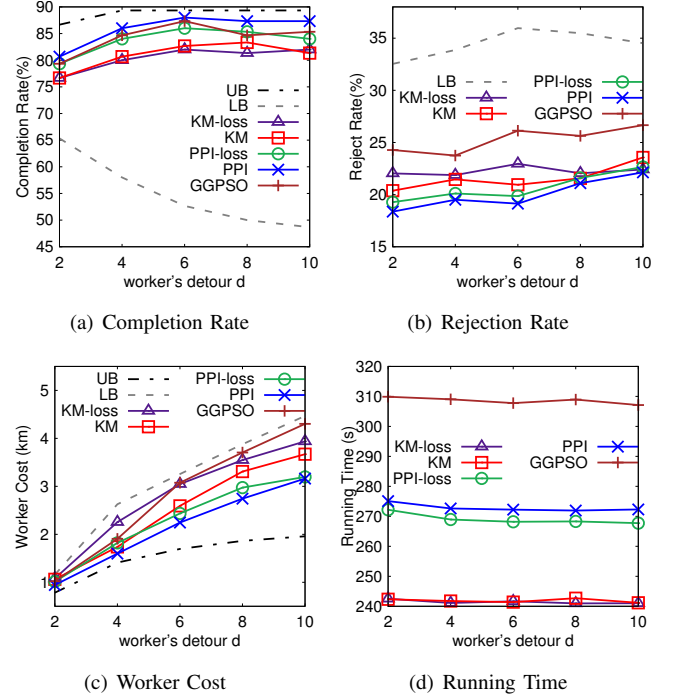 90
85
80
75
70
65
60
55
50
45
Completion Rate(%)
UB
LB
KM-loss
KM
PPI-loss
PPI
GGPSO
2 4 6 8 10
worker's detour d
(a) Completion Rate
35
30
25
20
15
Reject Rate(%)
LB
KM-loss
KM
PPI-loss
PPI
GGPSO
2 4 6 8 10
worker's detour d
(b) Rejection Rate
5
4
3
2
1
Worker Cost (km)
UB
LB
KM-loss
KM
PPI-loss
PPI
GGPSO
2 4 6 8 10
worker's detour d
(c) Worker Cost
320
310
300
290
280
270
260
250
240
Running Time (s)
KM-loss
KM
PPI-loss
PPI
GGPSO
2 4 6 8 10
worker's detour d
(d) Running Time